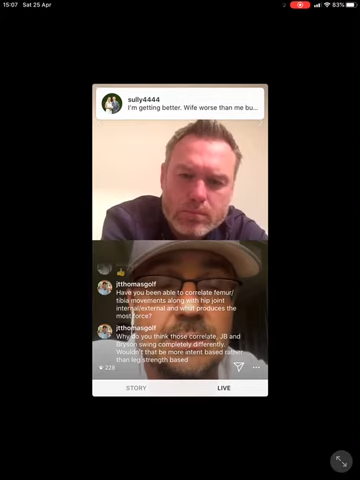 15:07 Sat 25 Apr
83%
sully4444
I'm getting better. Wife worse than me bu...
jtthomasgolf
Have you been able to correlate femur/
tibia movements along with hip joint
internal/external and what produces the
most force?
jtthomasgolf
Why do you think those correlate, JB and
Bryson swing completely differently.
Wouldn't that be more intent based rather
than leg strength based
228
STORY
LIVE